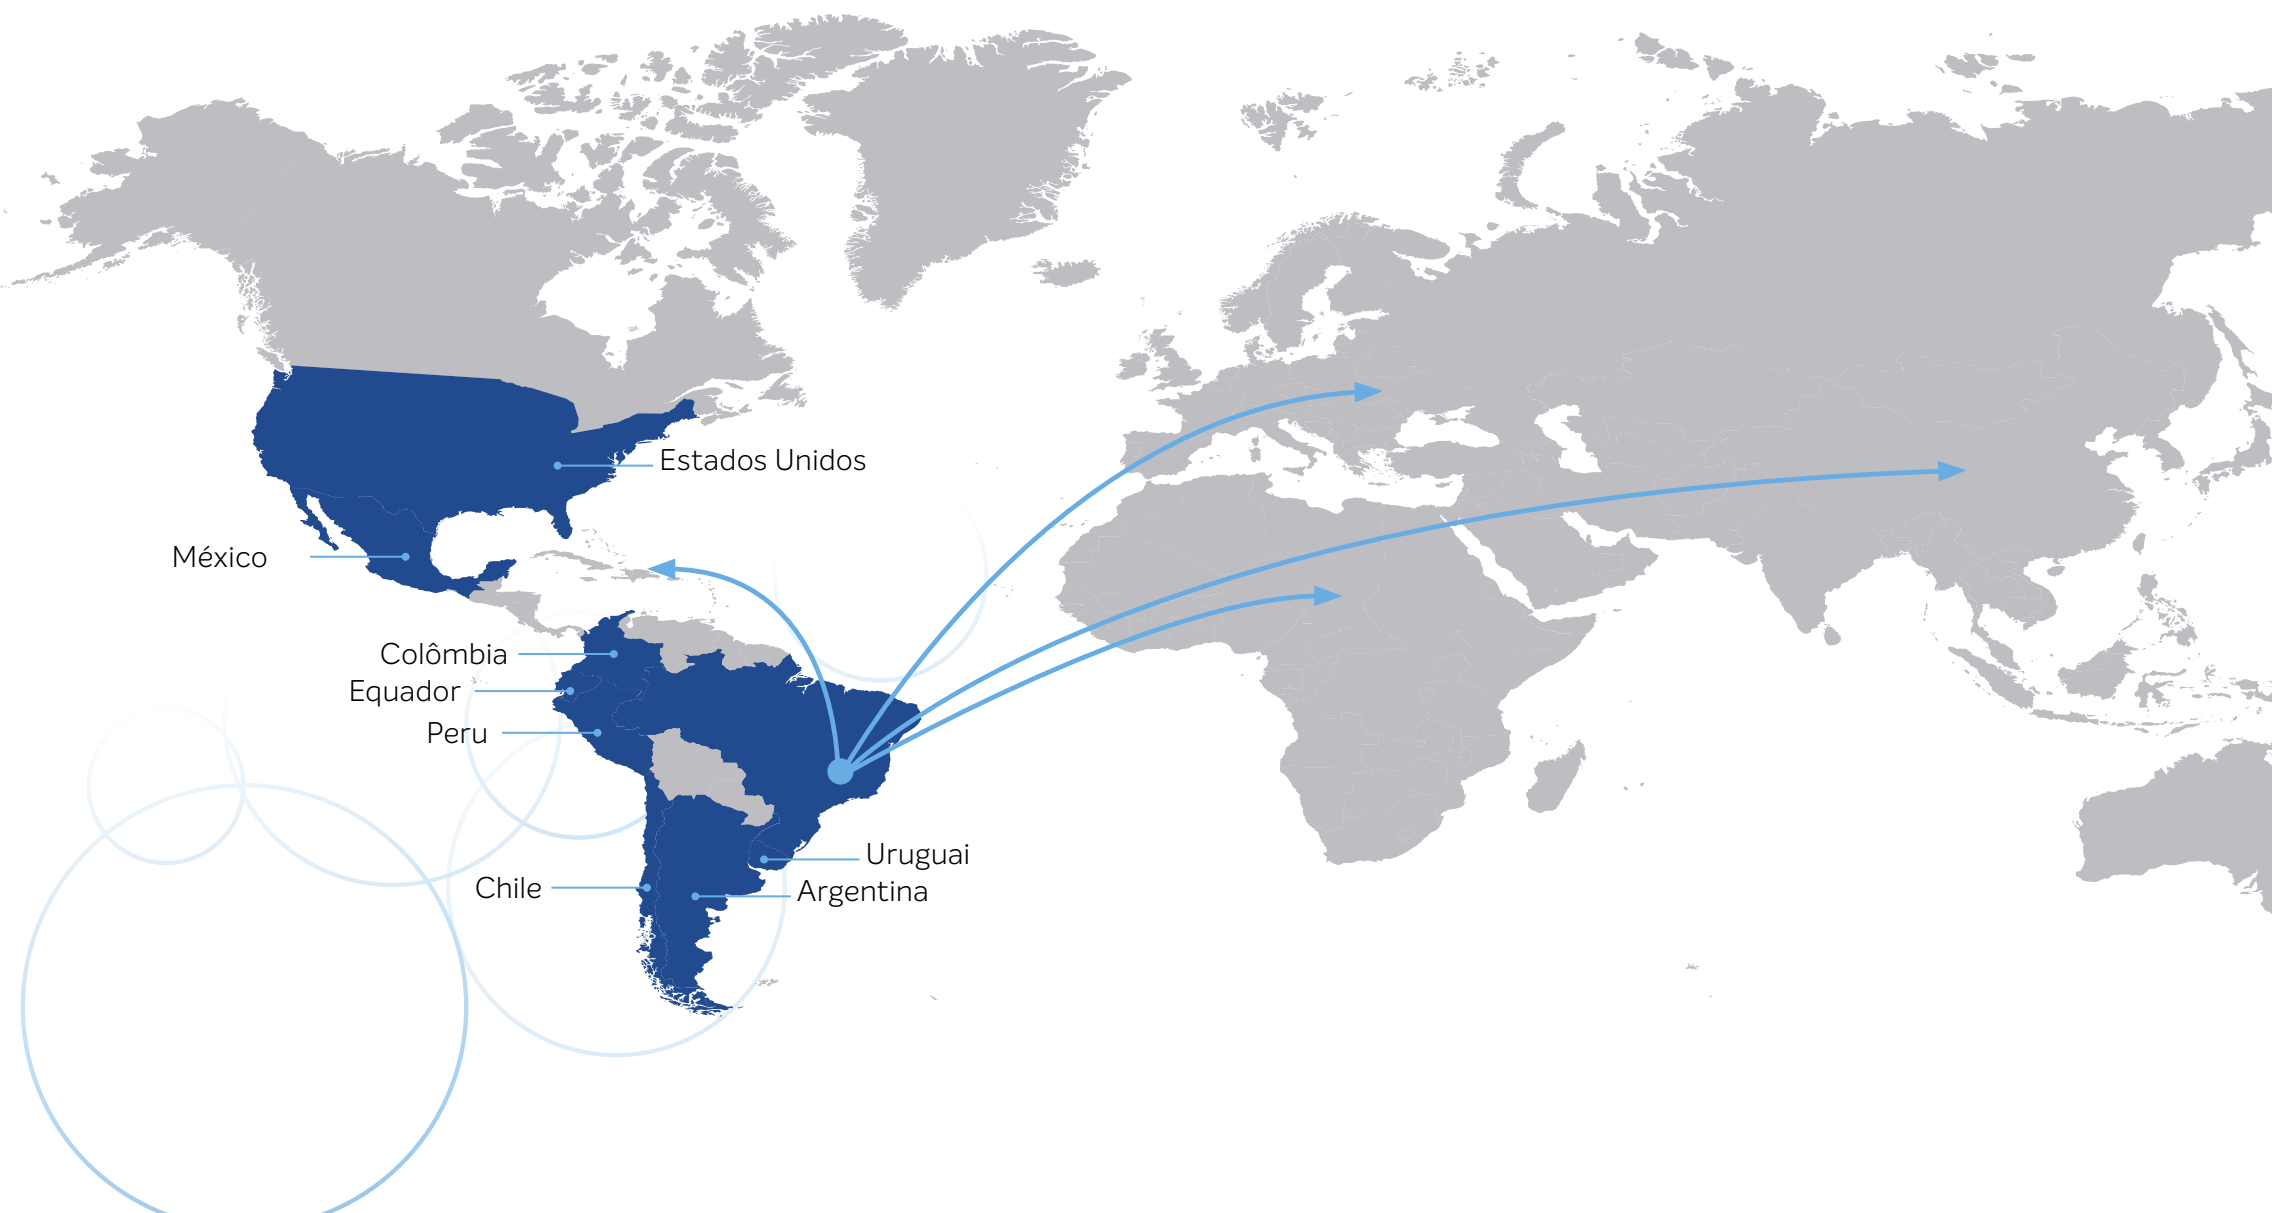 Estados Unidos
México
Colômbia
Equador
Peru
Uruguai
Chile
Argentina